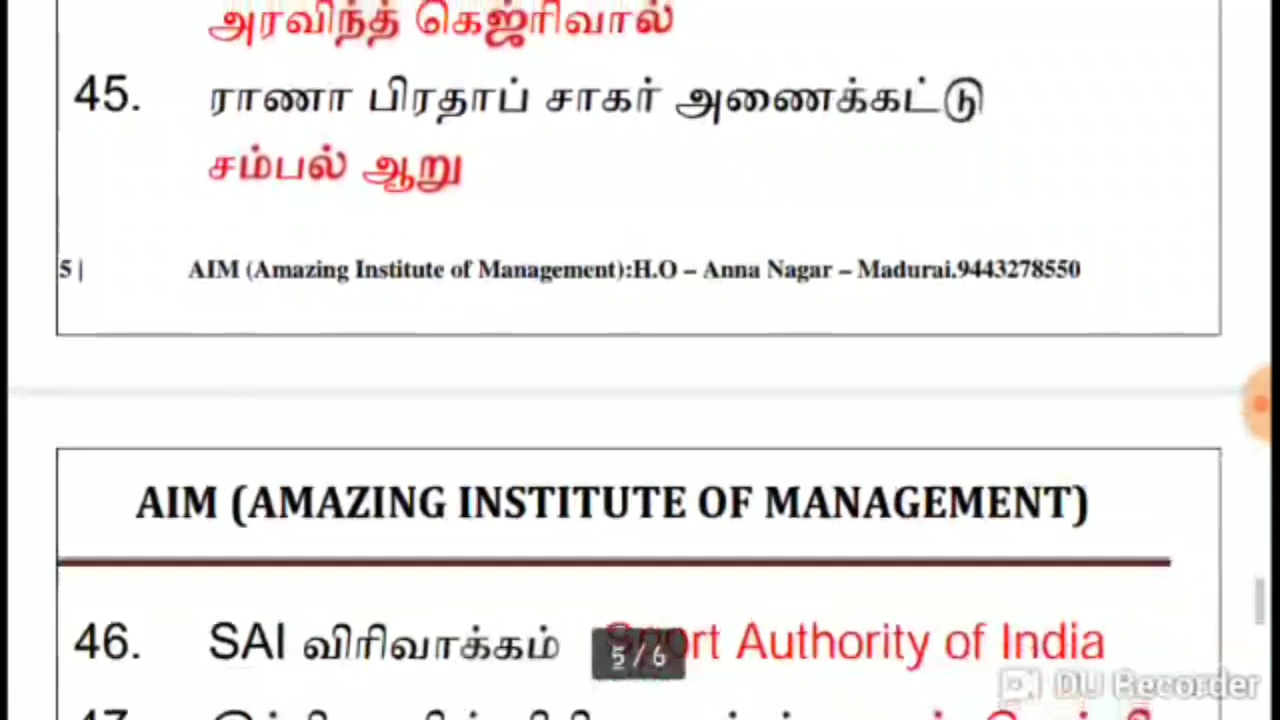 அரவிந்த் கெஜ்ரிவால்
45. ராணா பிரதாப் சாகர் அணைக்கட்டு
சம்பல் ஆறு
5 | AIM (Amazing Institute of Management):H.O – Anna Nagar – Madurai.9443278550
AIM (AMAZING INSTITUTE OF MANAGEMENT)
46. SAI விரிவாக்கம் Sport Authority of India
5 / 6
DU Recorder
47.